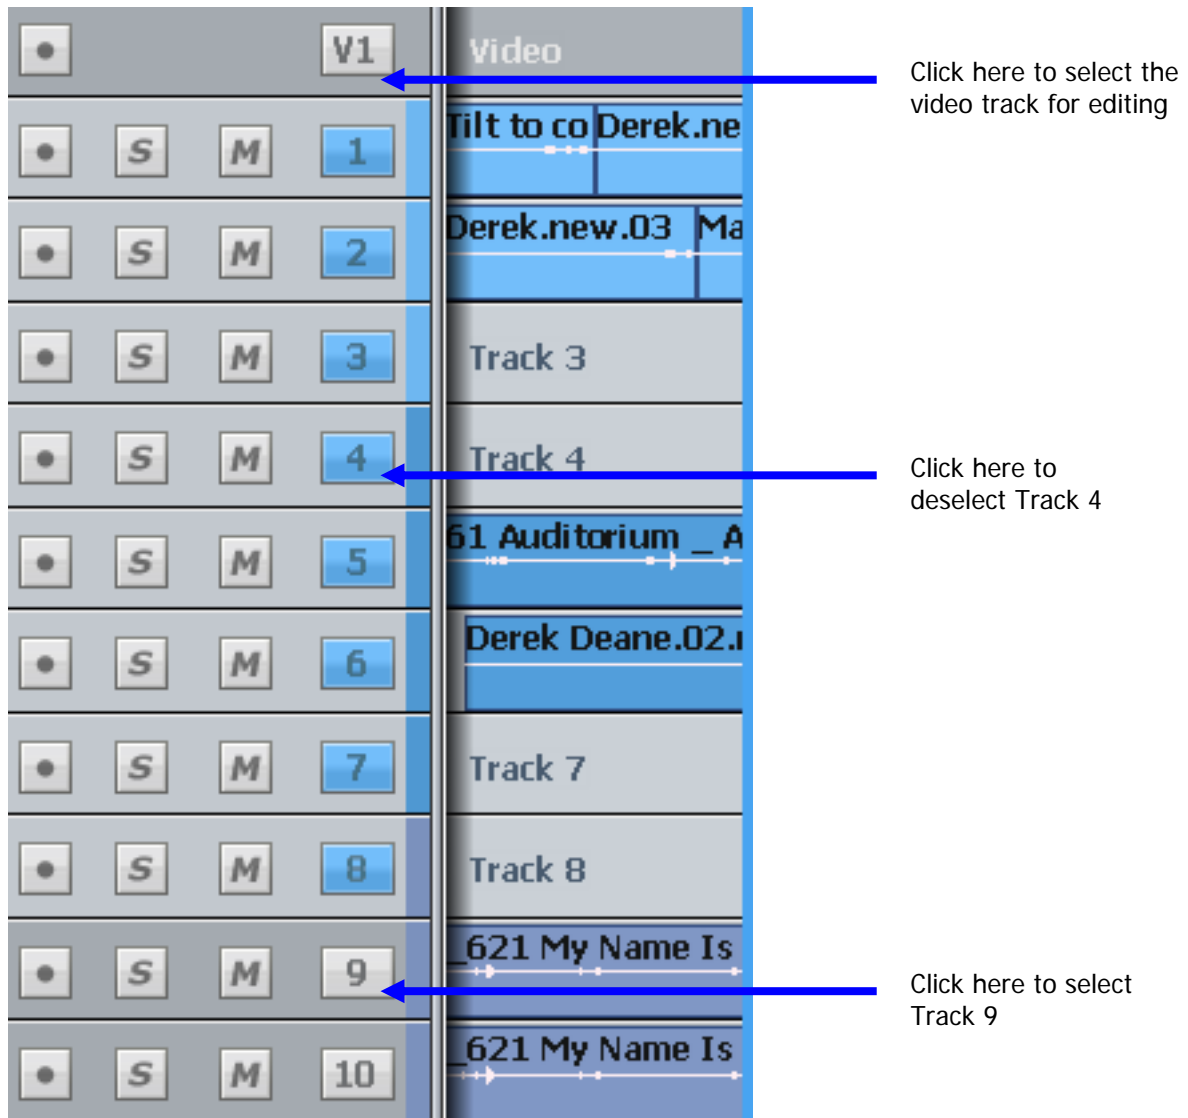 V1 Video
Click here to select the
video track for editing
S M 1 Tilt to co Derek.ne
S M 2 Derek.new.03 Ma
S M 3 Track 3
S M 4 Track 4
Click here to
deselect Track 4
S M 5 61 Auditorium _ A
S M 6 Derek Deane.02.
S M 7 Track 7
S M 8 Track 8
S M 9 _621 My Name Is
Click here to select
Track 9
S M 10 _621 My Name Is